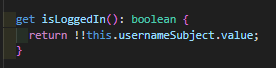 get isLoggedIn(): boolean {
return !!this.usernameSubject.value;
}